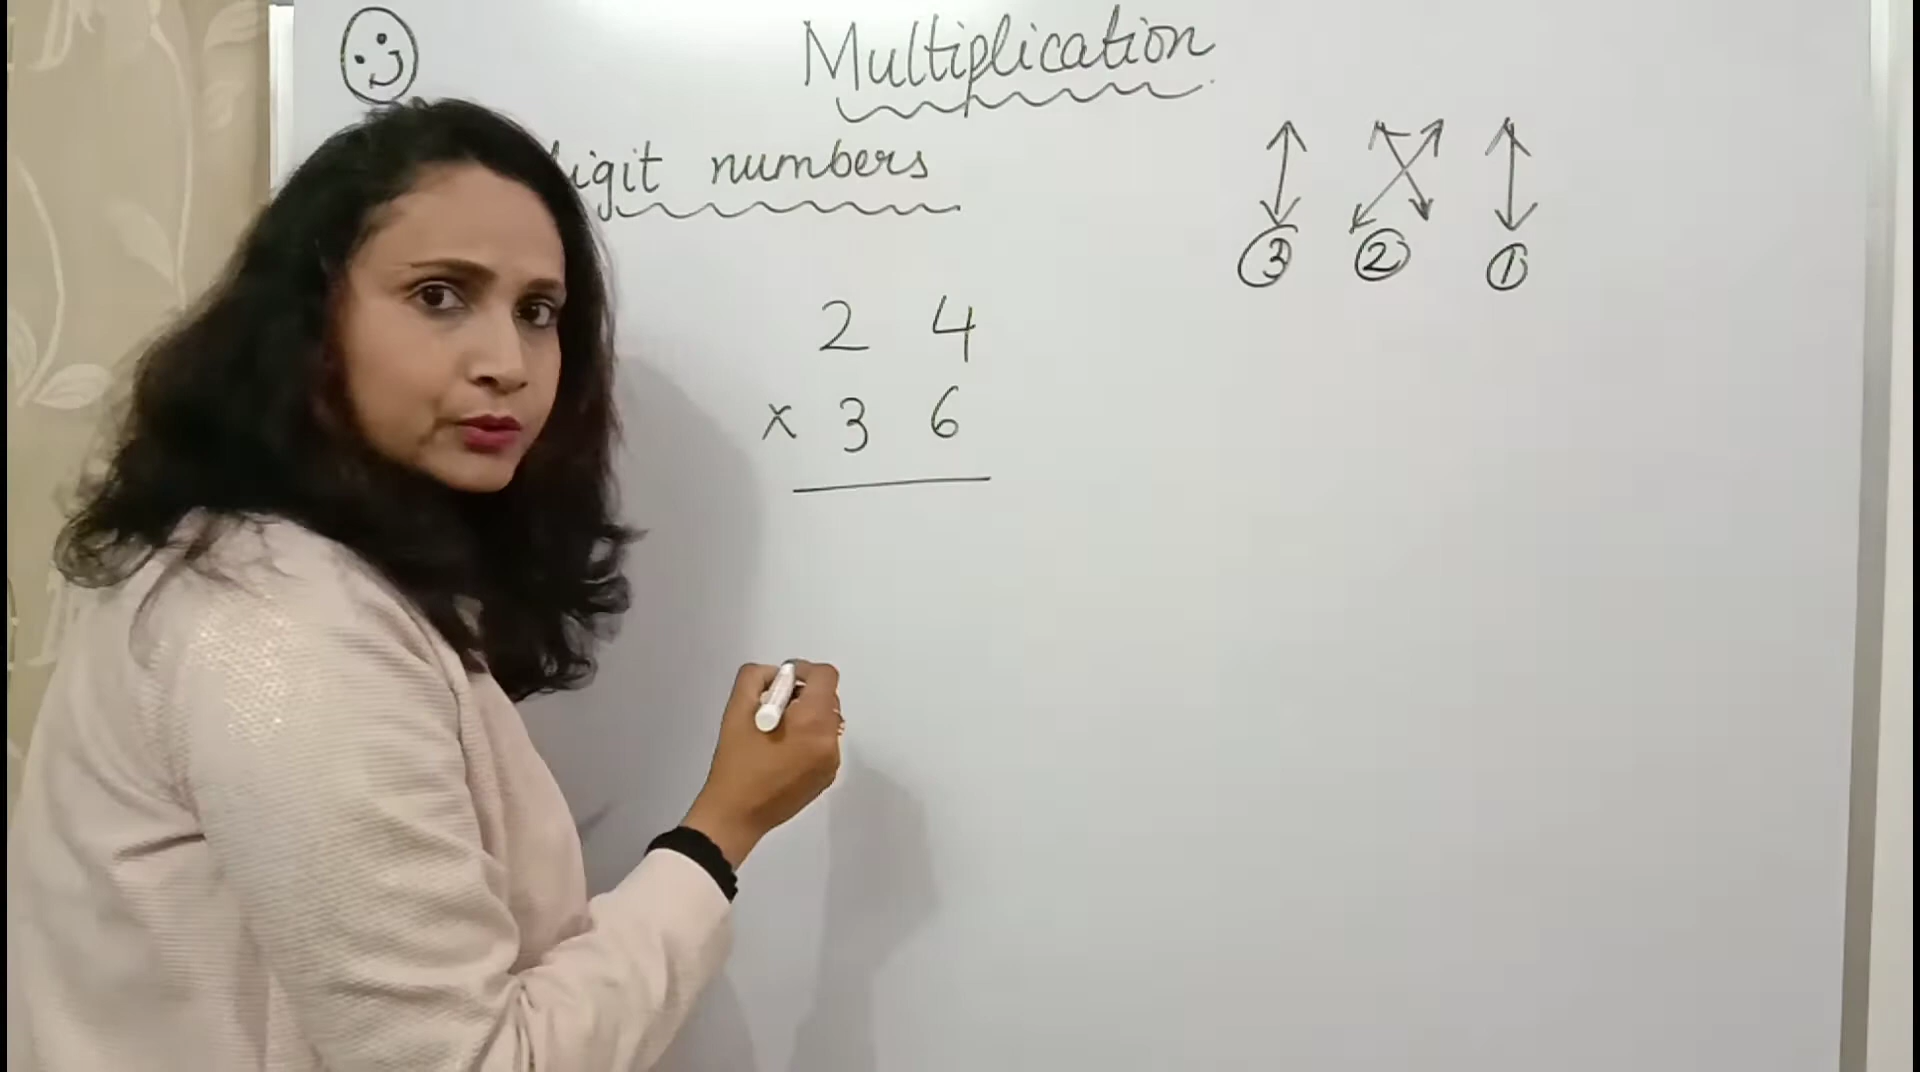 Multiplication
digit numbers
3 2 1
2 4
x 3 6